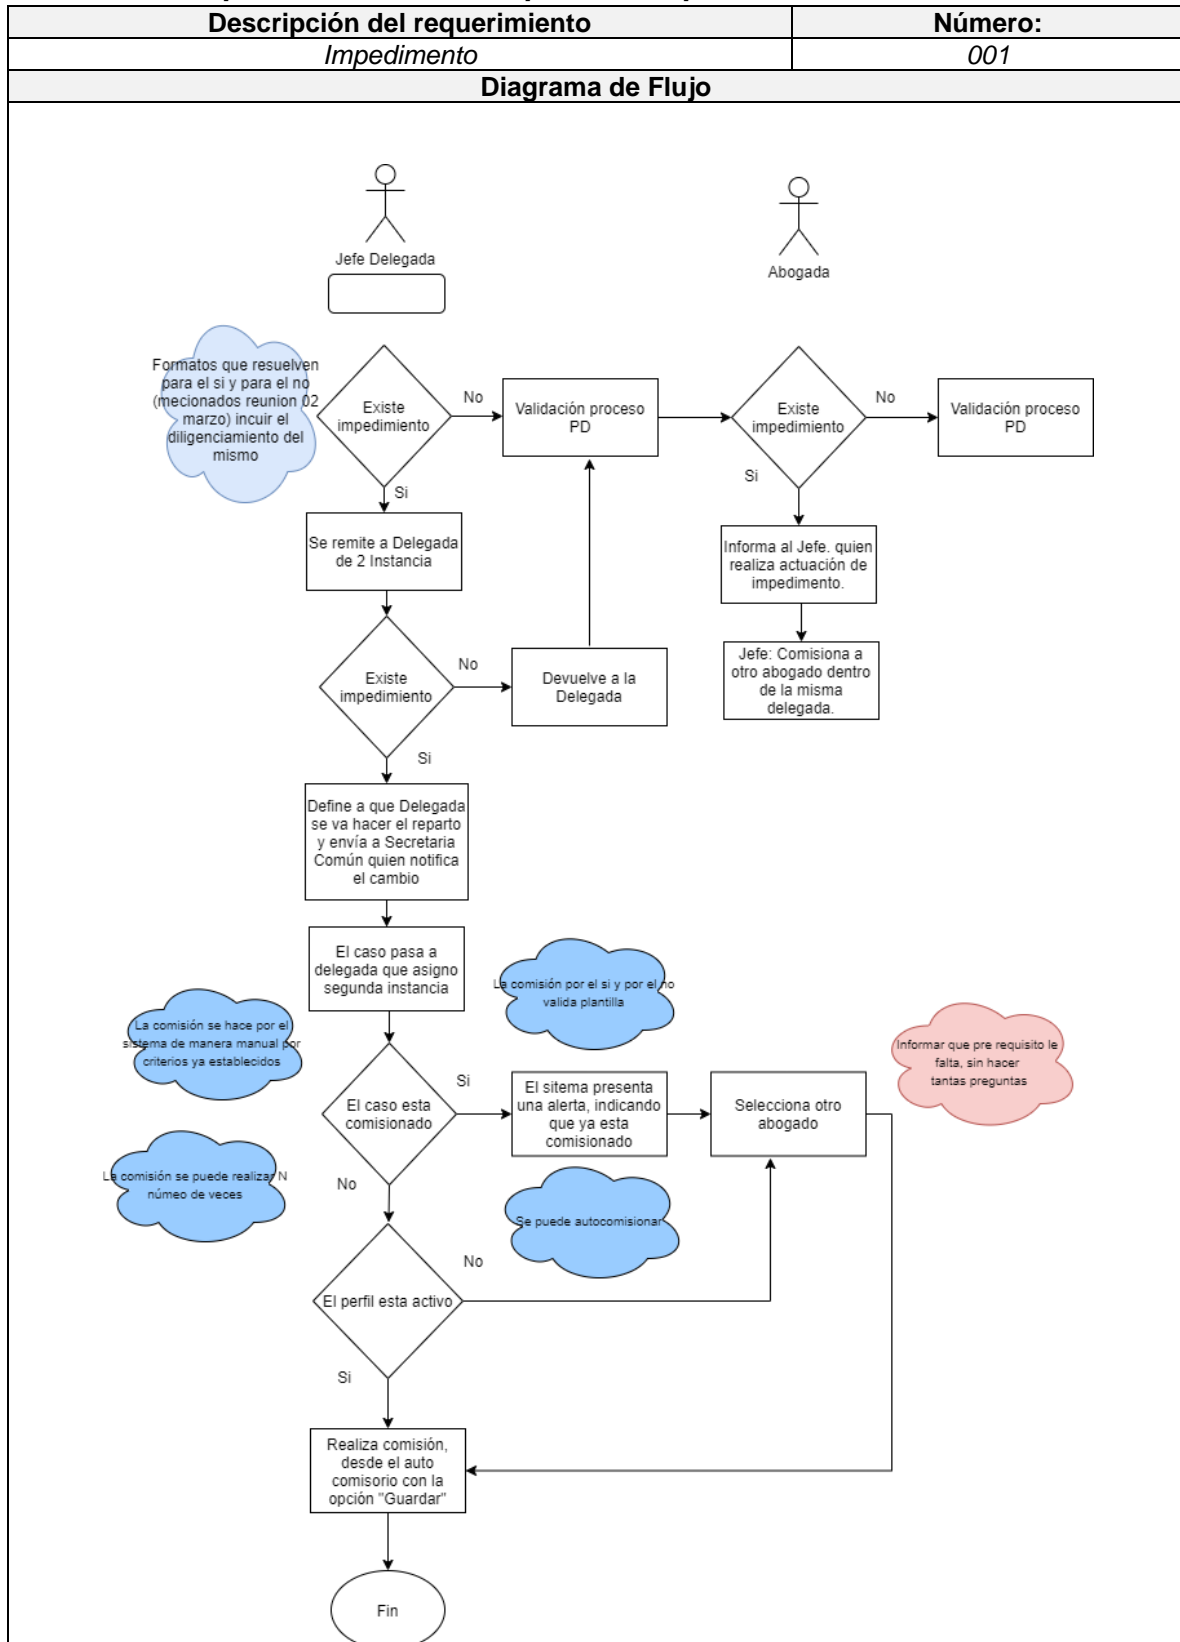 Descripción del requerimiento
Número:
Impedimento
001
Diagrama de Flujo
Jefe Delegada
Abogada
Formatos que resuelven
para el si y para el no
(mecionados reunion 02
marzo) incuir el
diligenciamiento del
mismo
Existe
impedimiento
No
Validación proceso
PD
Existe
impedimiento
No
Validación proceso
PD
Si
Si
Se remite a Delegada
de 2 Instancia
Informa al Jefe. quien
realiza actuación de
impedimento.
Existe
impedimiento
No
Devuelve a la
Delegada
Jefe: Comisiona a
otro abogado dentro
de la misma
delegada.
Si
Define a que Delegada
se va hacer el reparto
y envía a Secretaria
Común quien notifica
el cambio
El caso pasa a
delegada que asigno
segunda instancia
La comisión por el si y por el no
valida plantilla
La comisión se hace por el
sistema de manera manual por
criterios ya establecidos
Informar que pre requisito le
falta, sin hacer
tantas preguntas
El caso esta
comisionado
Si
El sitema presenta
una alerta, indicando
que ya esta
comisionado
Selecciona otro
abogado
La comisión se puede realizar N
númeo de veces
No
Se puede autocomisionar
No
El perfil esta activo
Si
Realiza comisión,
desde el auto
comisorio con la
opción "Guardar"
Fin